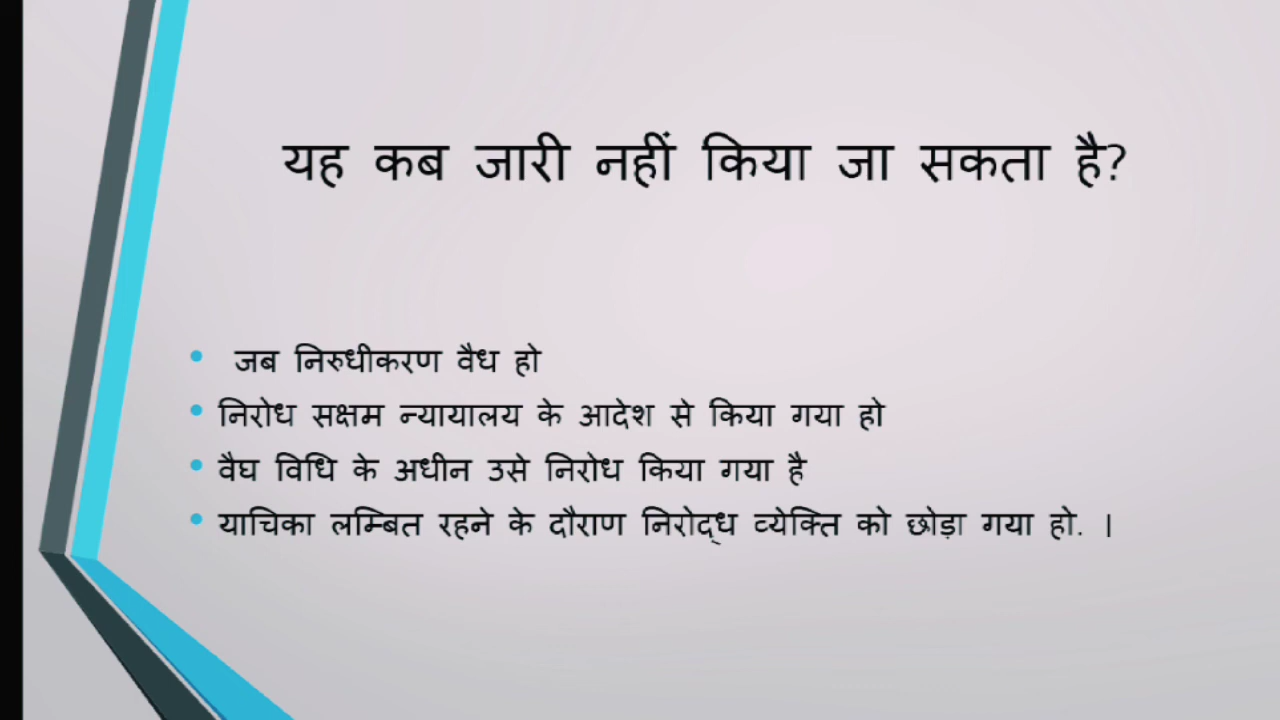 यह कब जारी नहीं किया जा सकता है?
जब निरुधीकरण वैध हो
निरोध सक्षम न्यायालय के आदेश से किया गया हो
वैघ विधि के अधीन उसे निरोध किया गया है
याचिका लम्बित रहने के दौराण निरोद्ध व्येक्ति को छोड़ा गया हो. ।